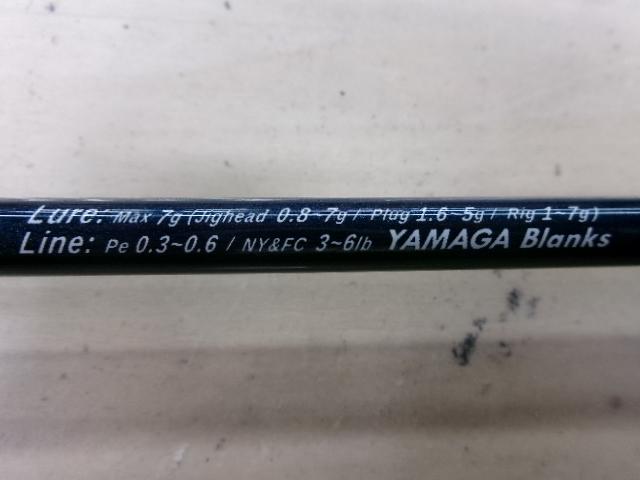 Lure: Max 7g (Jighead 0.8~7g / Plug 1.6~5g / Rig 1~7g)
Line: Pe 0.3~0.6 / NY&FC 3~6lb YAMAGA Blanks